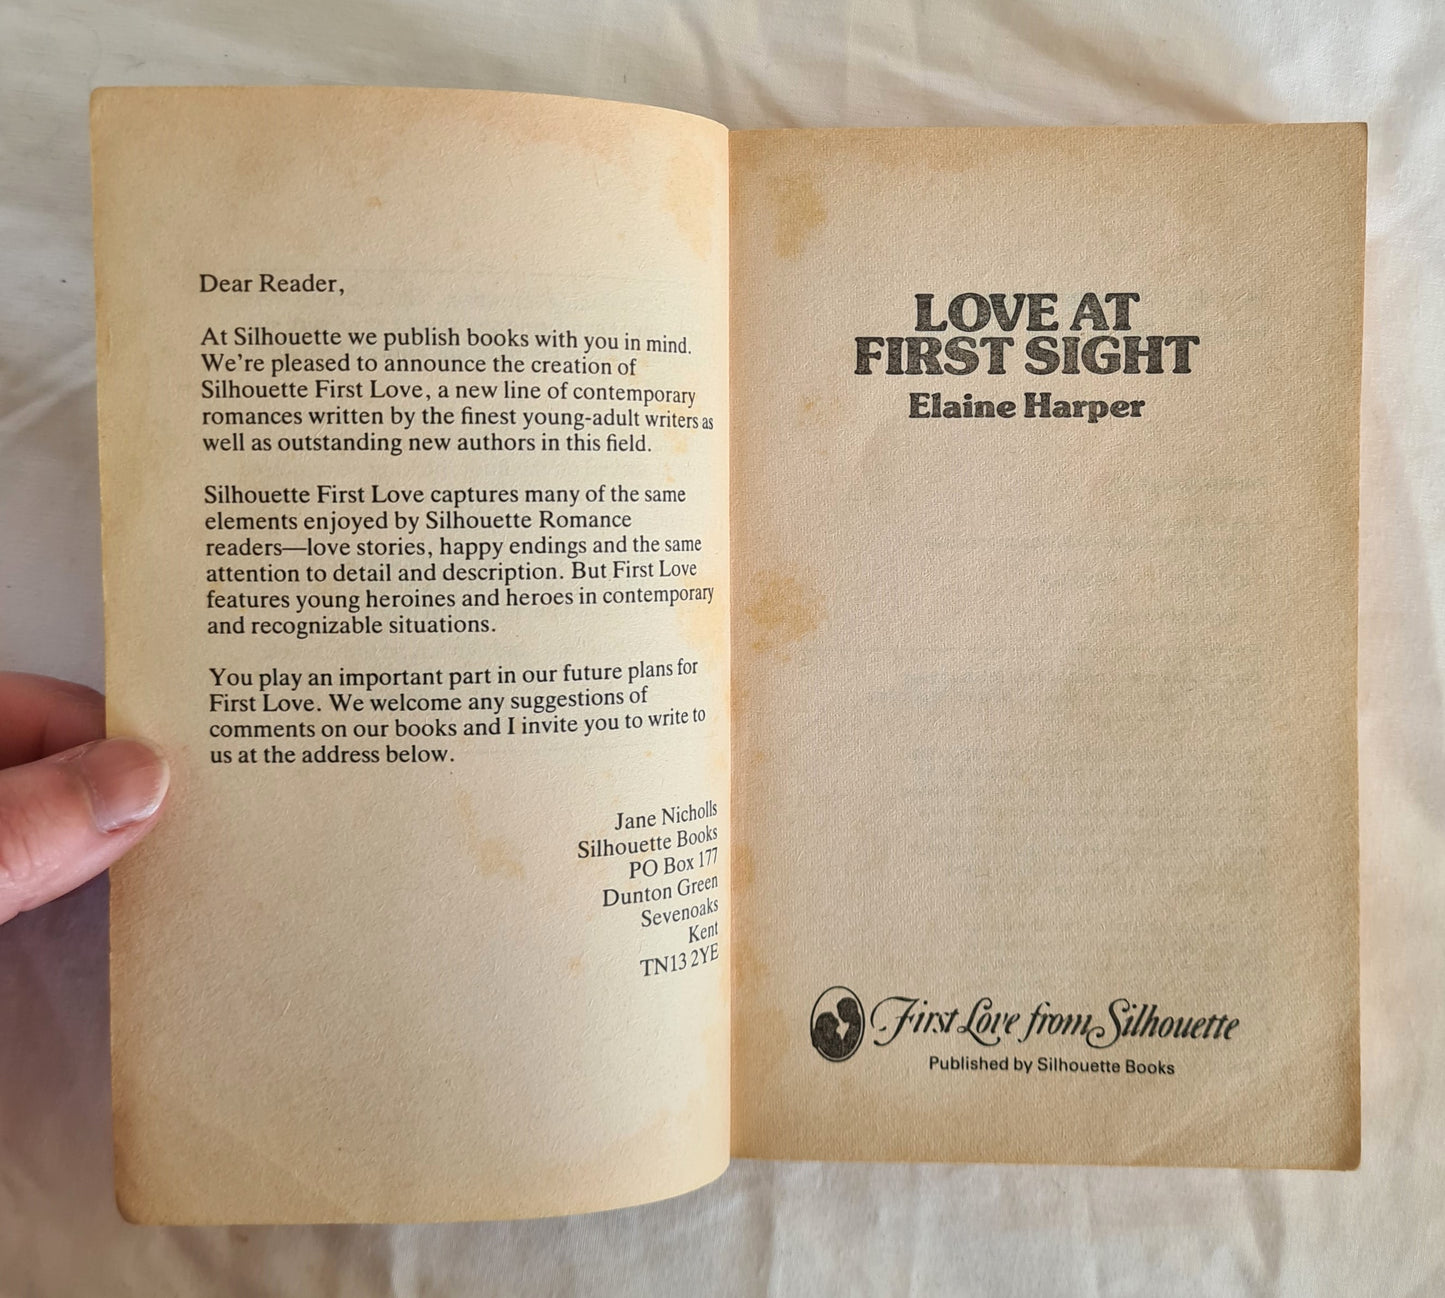 Dear Reader,
At Silhouette we publish books with you in mind.
We're pleased to announce the creation of
Silhouette First Love, a new line of contemporary
romances written by the finest young-adult writers as
well as outstanding new authors in this field.
Silhouette First Love captures many of the same
elements enjoyed by Silhouette Romance
readers—love stories, happy endings and the same
attention to detail and description. But First Love
features young heroines and heroes in contemporary
and recognizable situations.
You play an important part in our future plans for
First Love. We welcome any suggestions of
comments on our books and I invite you to write to
us at the address below.
Jane Nicholls
Silhouette Books
PO Box 177
Dunton Green
Sevenoaks
Kent
TN13 2YE
LOVE AT
FIRST SIGHT
Elaine Harper
First Love from Silhouette
Published by Silhouette Books